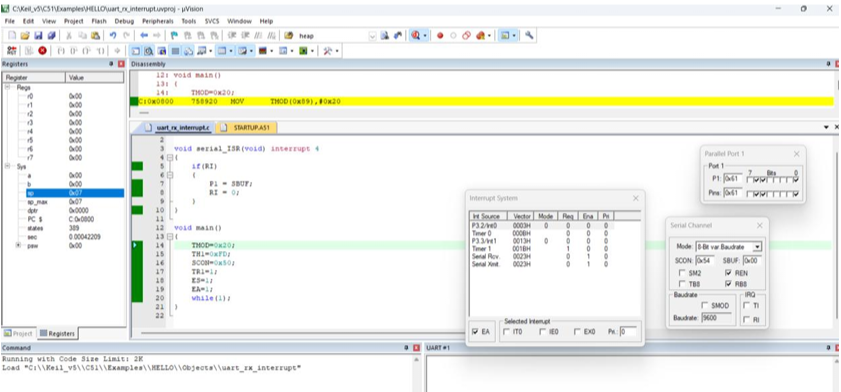 C:\Keil_v5\C51\Examples\HELLO\uart_rx_interrupt.uvproj - µVision
File Edit View Project Flash Debug Peripherals Tools SVCS Window Help
heap
Registers
Register Value
Regs
r0 0x00
r1 0x00
r2 0x00
r3 0x00
r4 0x00
r5 0x00
r6 0x00
r7 0x00
Sys
a 0x00
b 0x00
sp 0x07
sp_max 0x07
dptr 0x0000
PC $ C:0x0800
states 389
sec 0.00042209
psw 0x00
Project Registers
Disassembly
12: void main()
13: {
14: TMOD=0x20;
C:0x0800 758920 MOV TMOD(0x89),#0x20
uart_rx_interrupt.c STARTUP.A51
2
3 void serial_ISR(void) interrupt 4
4 {
5 if(RI)
6 {
7 P1 = SBUF;
8 RI = 0;
9 }
10 }
11
12 void main()
13 {
14 TMOD=0x20;
15 TH1=0xFD;
16 SCON=0x50;
17 TR1=1;
18 ES=1;
19 EA=1;
20 while(1);
21 }
22
Interrupt System
Int Source Vector Mode Req Ena Pri
P3.2/Int0 0003H 0 0 0 0
Timer 0 000BH 0 0 0
P3.3/Int1 0013H 0 0 0 0
Timer 1 001BH 1 0 0
Serial Rcv. 0023H 0 1 0
Serial Xmit. 0023H 0 1 0
Selected Interrupt
EA IT0 IE0 EX0 Pri.: 0
Parallel Port 1
Port 1
7 Bits 0
P1: 0x61
Pins: 0x61
Serial Channel
Mode: 8-Bit var.Baudrate
SCON: 0x54 SBUF: 0x00
SM2 REN
TB8 RB8
Baudrate IRQ
SMOD TI
Baudrate: 9600 RI
Command
Running with Code Size Limit: 2K
Load "C:\\Keil_v5\\C51\\Examples\\HELLO\\Objects\\uart_rx_interrupt"
UART #1